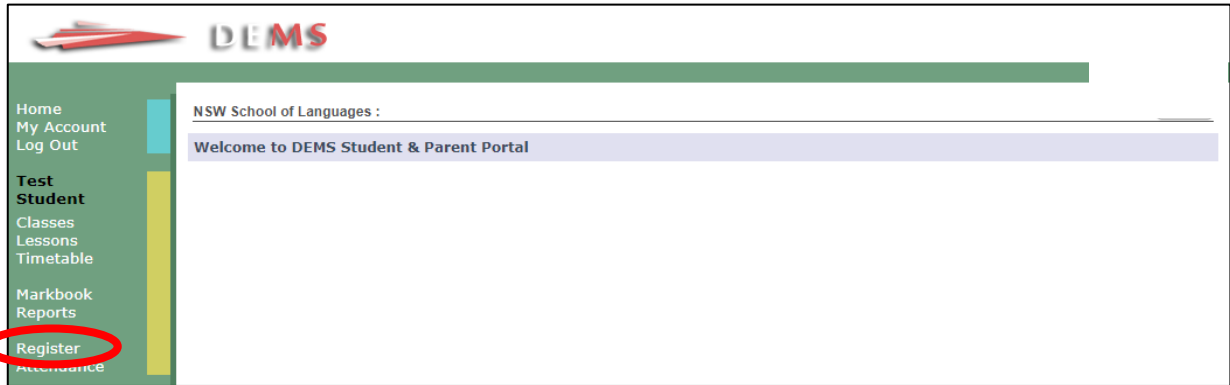 DEMS
Home
My Account
Log Out
Test
Student
Classes
Lessons
Timetable
Markbook
Reports
Register
Attendance
NSW School of Languages :
Welcome to DEMS Student & Parent Portal